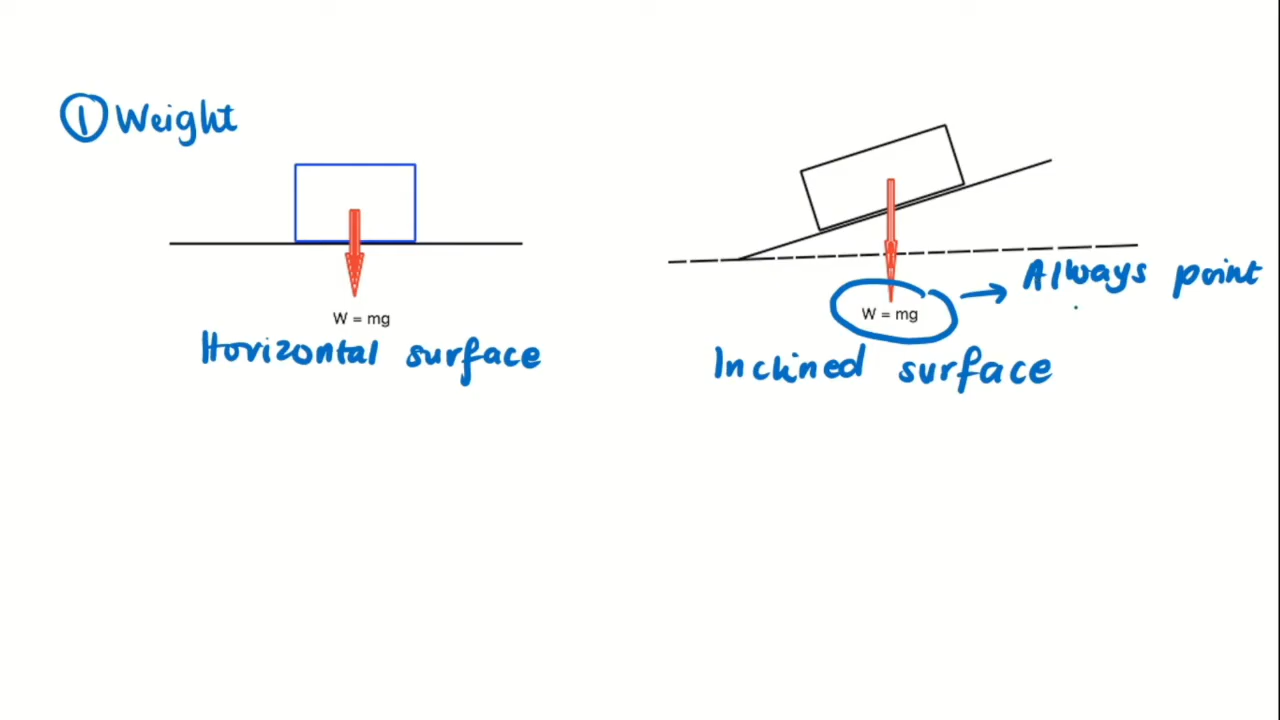 ① Weight
W = mg
Horizontal surface
W = mg
Always point
Inclined surface